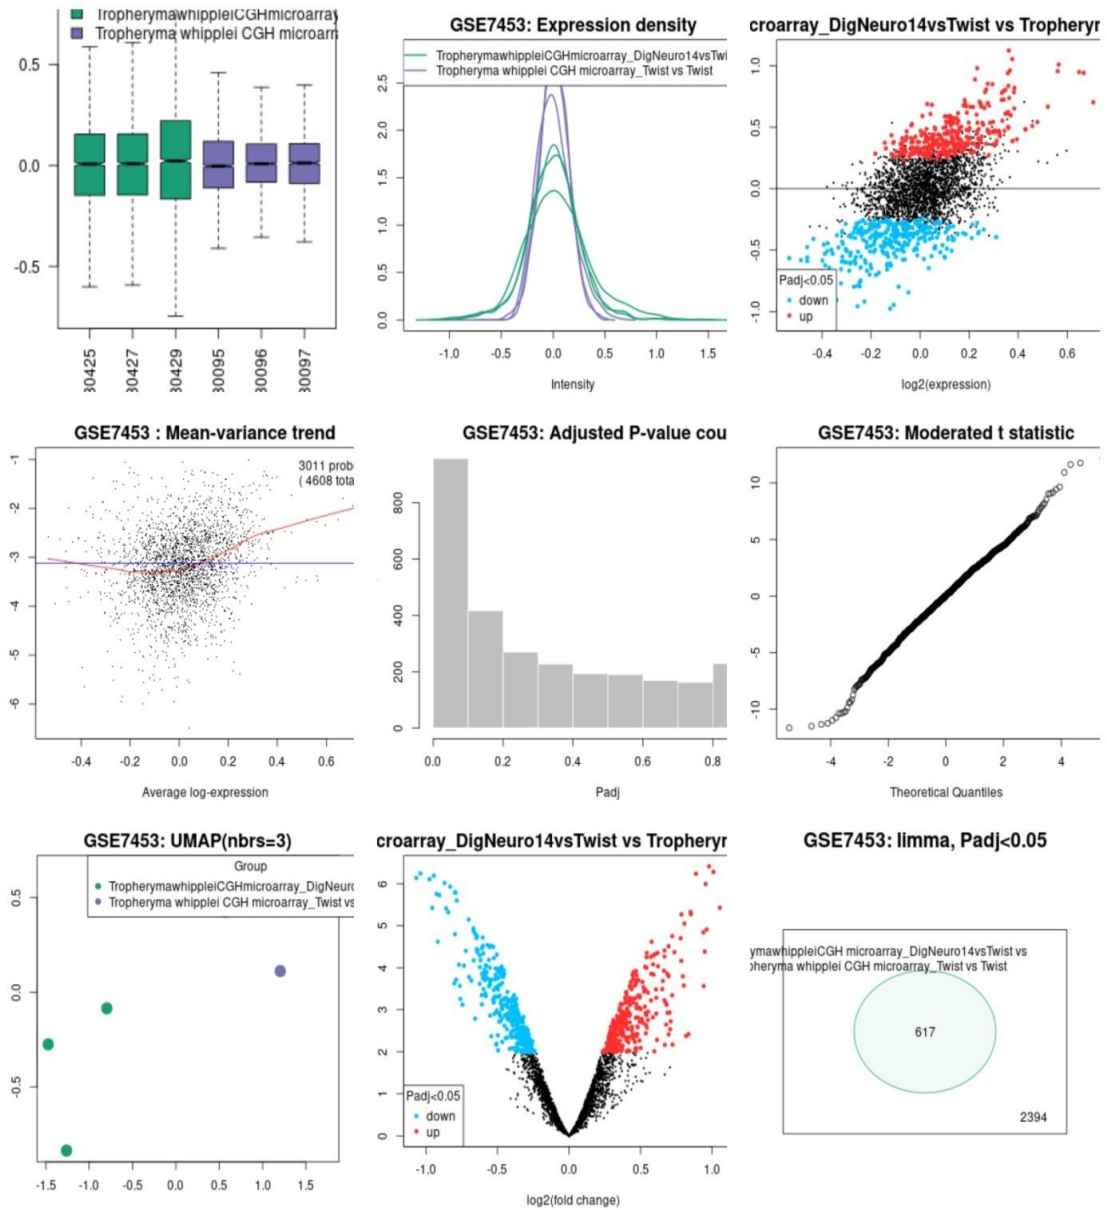 TropherymawhippleiCGHmicroarray
Tropheryma whipplei CGH microarr
0.5
0.0
-0.5
30425
30427
30429
30095
30096
30097
GSE7453: Expression density
TropherymawhippleiCGHmicroarray_DigNeuro14vsTwi
Tropheryma whipplei CGH microarray_Twist vs Twist
2.5
2.0
1.5
1.0
0.5
0.0
-1.0 -0.5 0.0 0.5 1.0 1.5
Intensity
croarray_DigNeuro14vsTwist vs Tropheryn
1.0
0.5
0.0
-0.5
-1.0
Padj<0.05
down
up
-0.4 -0.2 0.0 0.2 0.4 0.6
log2(expression)
GSE7453 : Mean-variance trend
3011 prob
( 4608 tota
-1
-2
-3
-4
-5
-6
-0.4 -0.2 0.0 0.2 0.4 0.6
Average log-expression
GSE7453: Adjusted P-value cou
800
600
400
200
0
0.0 0.2 0.4 0.6 0.8
Padj
GSE7453: Moderated t statistic
10
5
0
-5
-10
-4 -2 0 2 4
Theoretical Quantiles
GSE7453: UMAP(nbrs=3)
Group
TropherymawhippleiCGHmicroarray_DigNeuro
Tropheryma whipplei CGH microarray_Twist vs
0.5
0.0
-0.5
-1.5 -1.0 -0.5 0.0 0.5 1.0 1.5
croarray_DigNeuro14vsTwist vs Tropheryr
6
5
4
3
2
1
0
Padj<0.05
down
up
-1.0 -0.5 0.0 0.5 1.0
log2(fold change)
GSE7453: limma, Padj<0.05
ymawhippleiCGH microarray_DigNeuro14vsTwist vs
pheryma whipplei CGH microarray_Twist vs Twist
617
2394